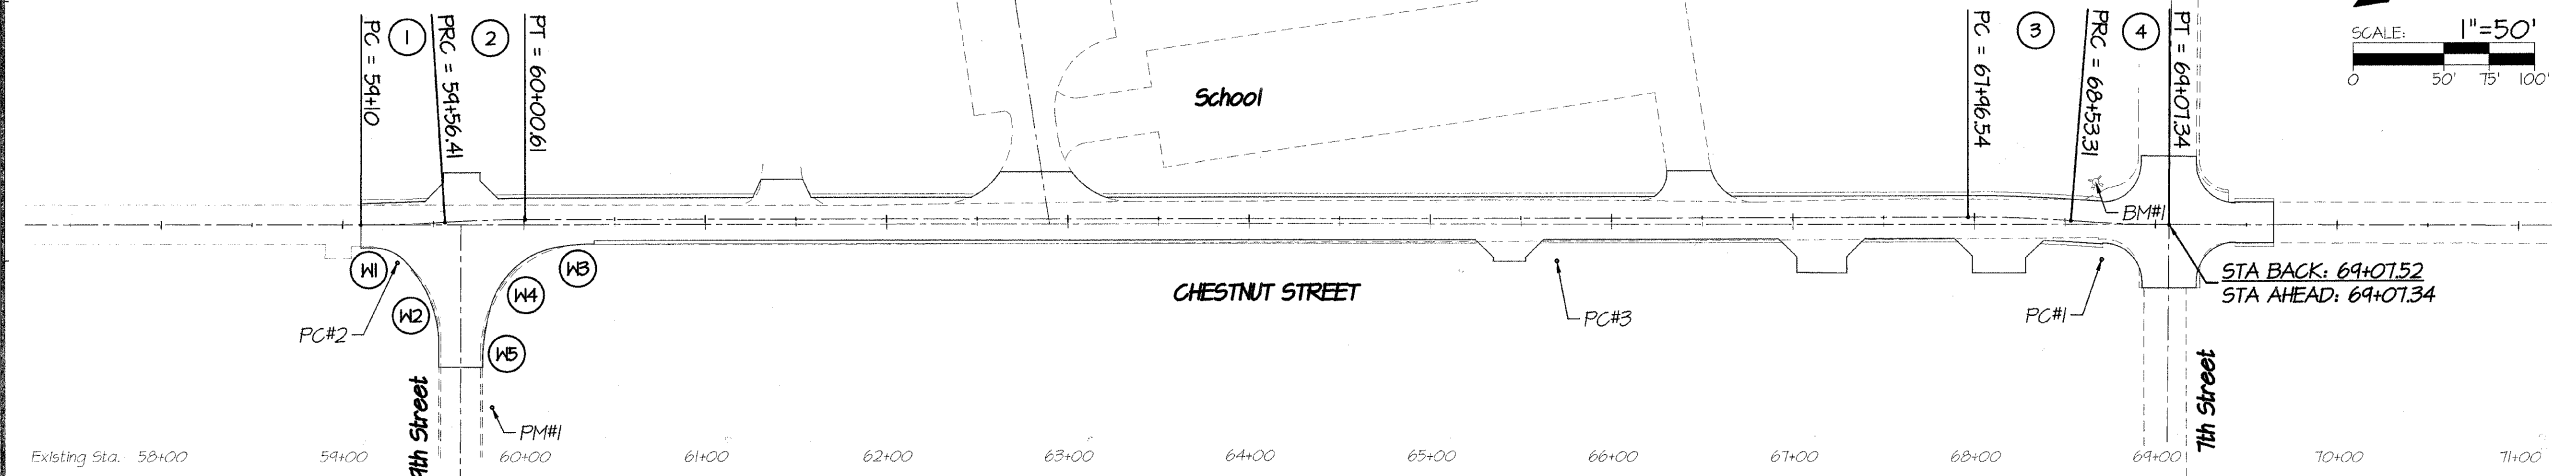 PC = 59+10
1
PRC = 59+56.41
2
PT = 60+00.61
School
PC = 67+96.54
3
PRC = 68+53.31
4
PT = 69+07.34
SCALE: 1"=50'
0 50' 75' 100'
BM#1
W1
W2
W3
W4
W5
PC#2
PM#1
CHESTNUT STREET
PC#3
PC#1
STA BACK: 69+07.52
STA AHEAD: 69+07.34
9th Street
7th Street
Existing Sta. 58+00 59+00 60+00 61+00 62+00 63+00 64+00 65+00 66+00 67+00 68+00 69+00 70+00 71+00